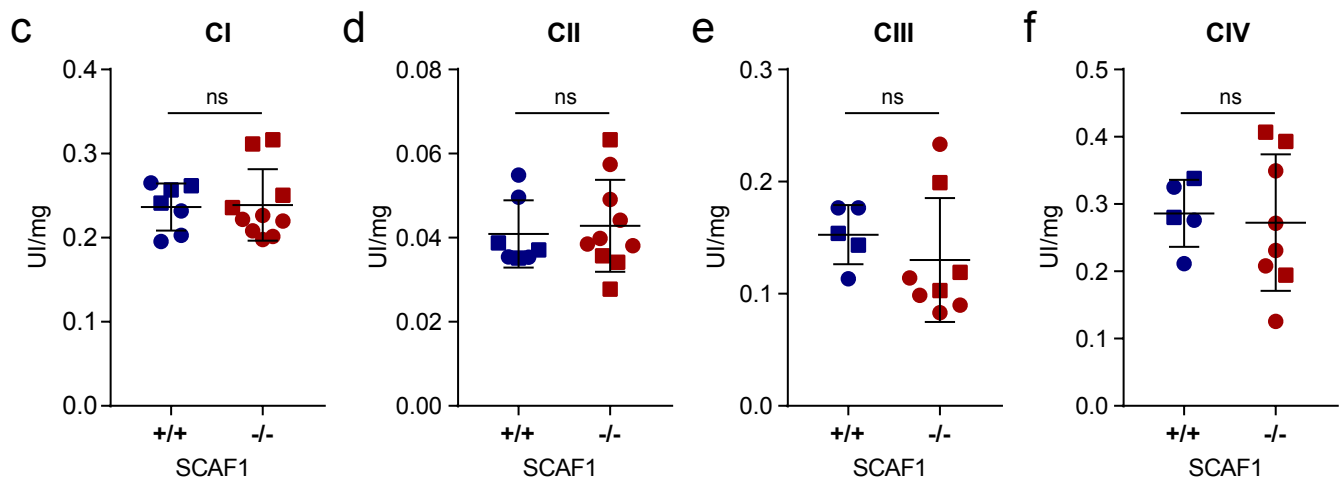 c CI
0.4
0.3
0.2
0.1
0.0
UI/mg
ns
+/+ -/-
SCAF1
d CII
0.08
0.06
0.04
0.02
0.00
UI/mg
ns
+/+ -/-
SCAF1
e CIII
0.3
0.2
0.1
0.0
UI/mg
ns
+/+ -/-
SCAF1
f CIV
0.5
0.4
0.3
0.2
0.1
0.0
UI/mg
ns
+/+ -/-
SCAF1